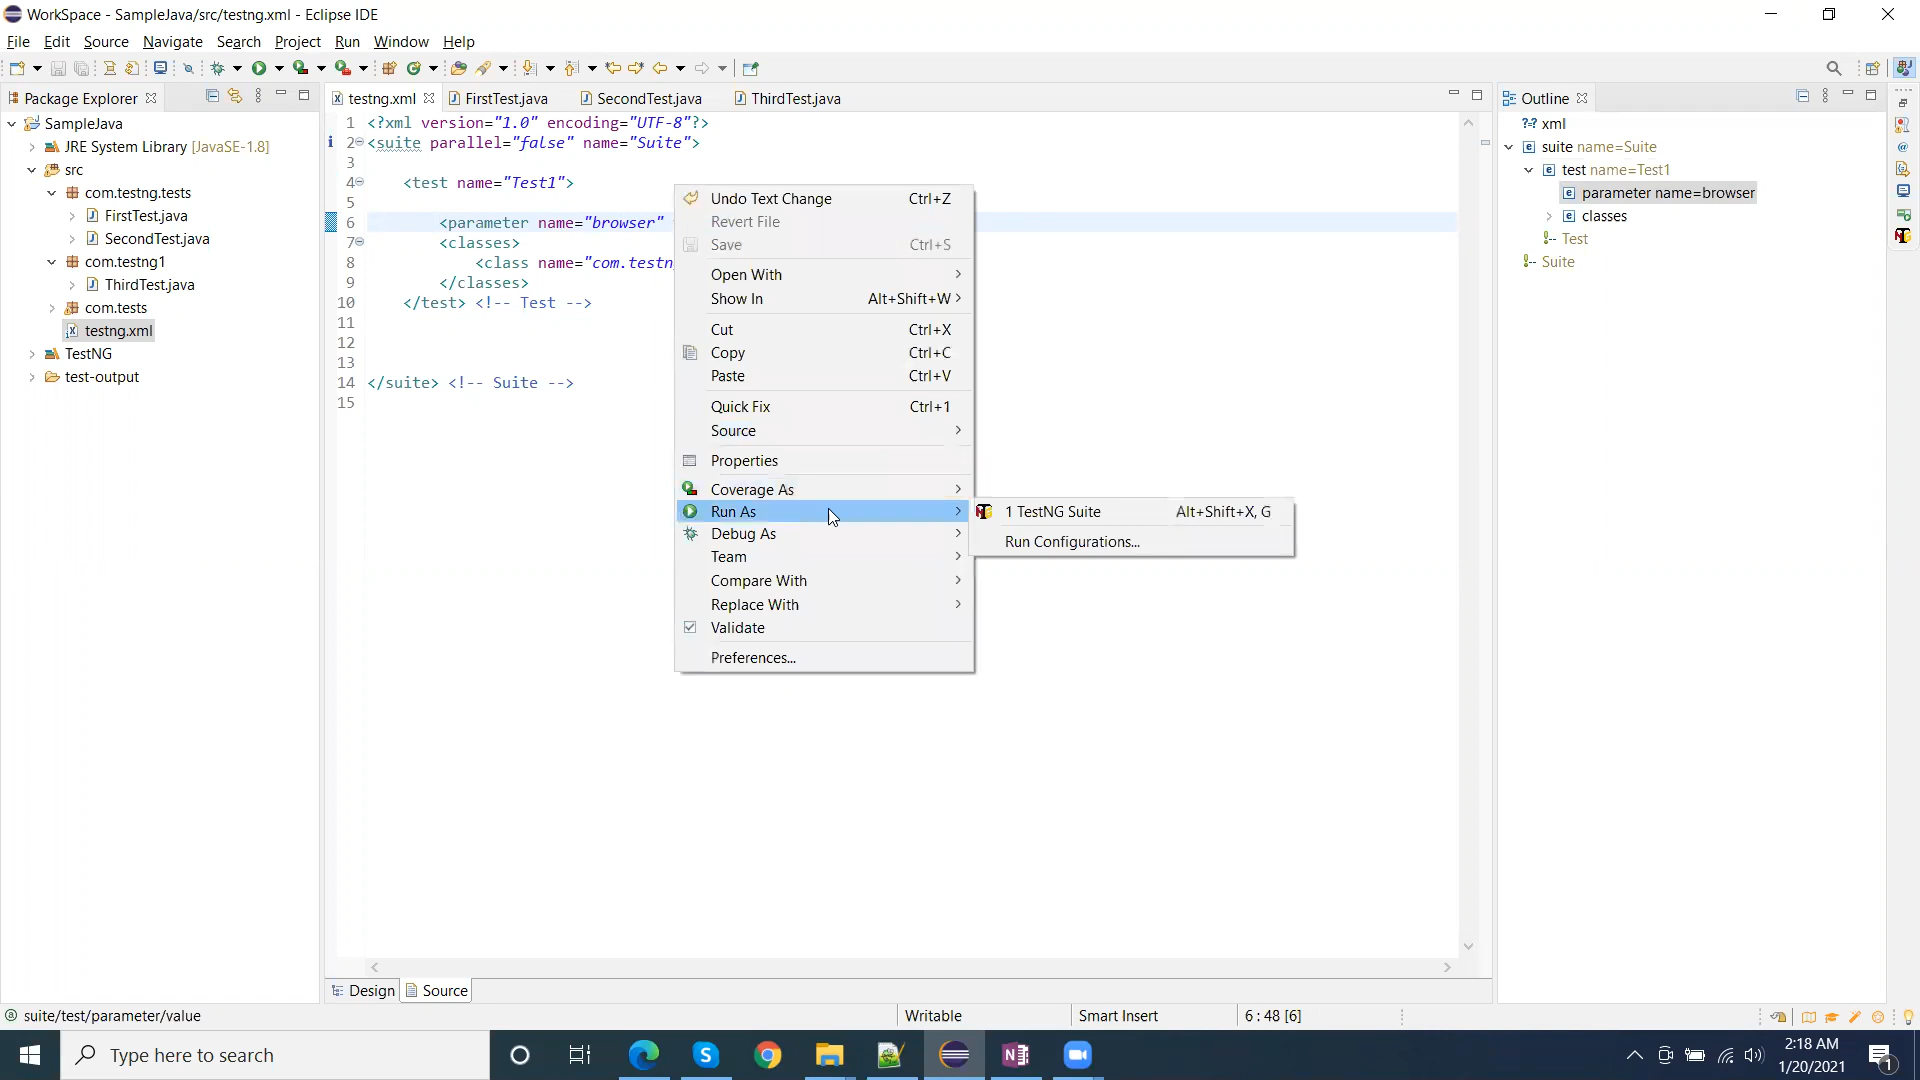 WorkSpace - SampleJava/src/testng.xml - Eclipse IDE
File Edit Source Navigate Search Project Run Window Help
Package Explorer
SampleJava
JRE System Library [JavaSE-1.8]
src
com.testng.tests
FirstTest.java
SecondTest.java
com.testng1
ThirdTest.java
com.tests
testng.xml
TestNG
test-output
testng.xml FirstTest.java SecondTest.java ThirdTest.java
1 <?xml version="1.0" encoding="UTF-8"?>
2 <suite parallel="false" name="Suite">
3
4 <test name="Test1">
5
6 <parameter name="browser"
7 <classes>
8 <class name="com.testn
9 </classes>
10 </test> <!-- Test -->
11
12
13
14 </suite> <!-- Suite -->
15
Undo Text Change Ctrl+Z
Revert File
Save Ctrl+S
Open With
Show In Alt+Shift+W
Cut Ctrl+X
Copy Ctrl+C
Paste Ctrl+V
Quick Fix Ctrl+1
Source
Properties
Coverage As
Run As
Debug As
Team
Compare With
Replace With
Validate
Preferences...
1 TestNG Suite Alt+Shift+X, G
Run Configurations...
Outline
?-? xml
suite name=Suite
test name=Test1
parameter name=browser
classes
Test
Suite
Design Source
suite/test/parameter/value Writable Smart Insert 6 : 48 [6]
Type here to search
2:18 AM
1/20/2021
1